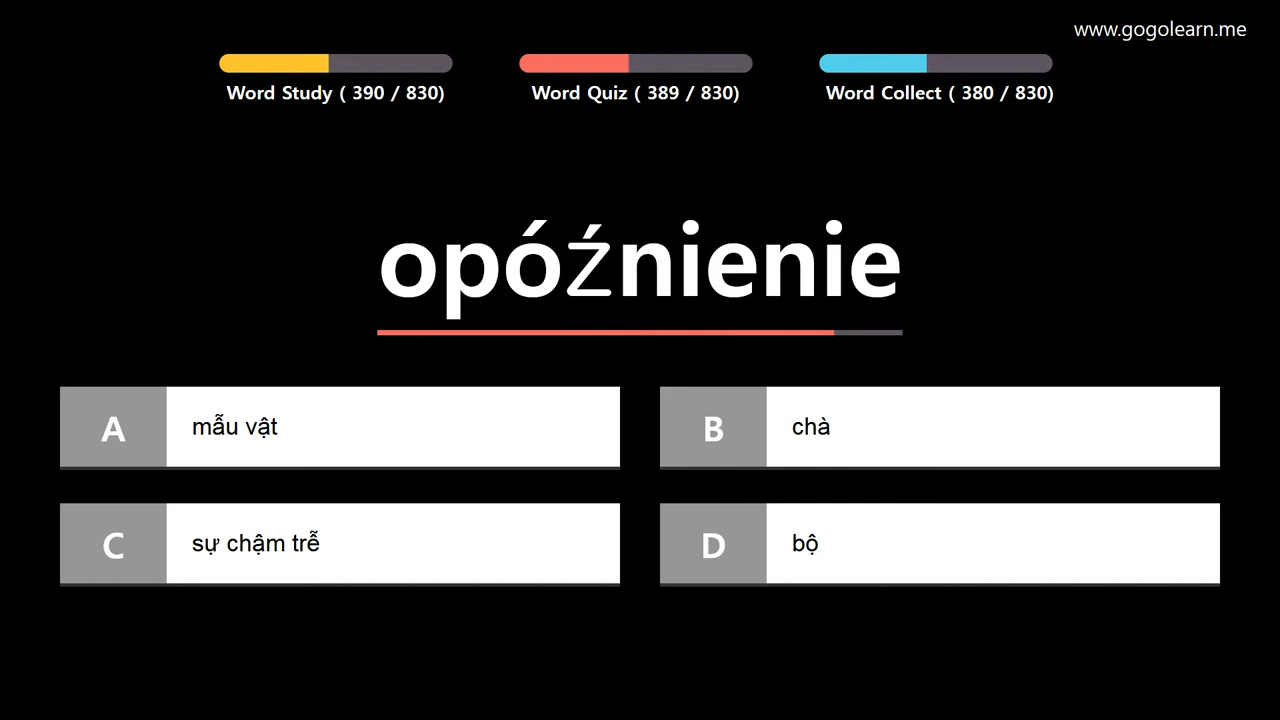 www.gogolearn.me
Word Study ( 390 / 830)
Word Quiz ( 389 / 830)
Word Collect ( 380 / 830)
opóźnienie
A
mẫu vật
B
chà
C
sự chậm trễ
D
bộ